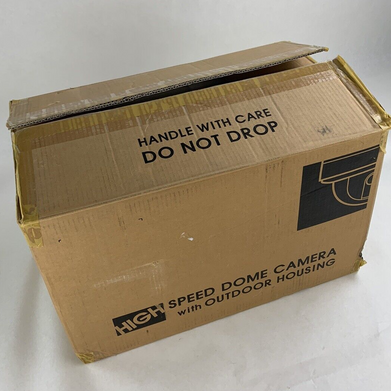 HANDLE WITH CARE
DO NOT DROP
HIGH SPEED DOME CAMERA
with OUTDOOR HOUSING